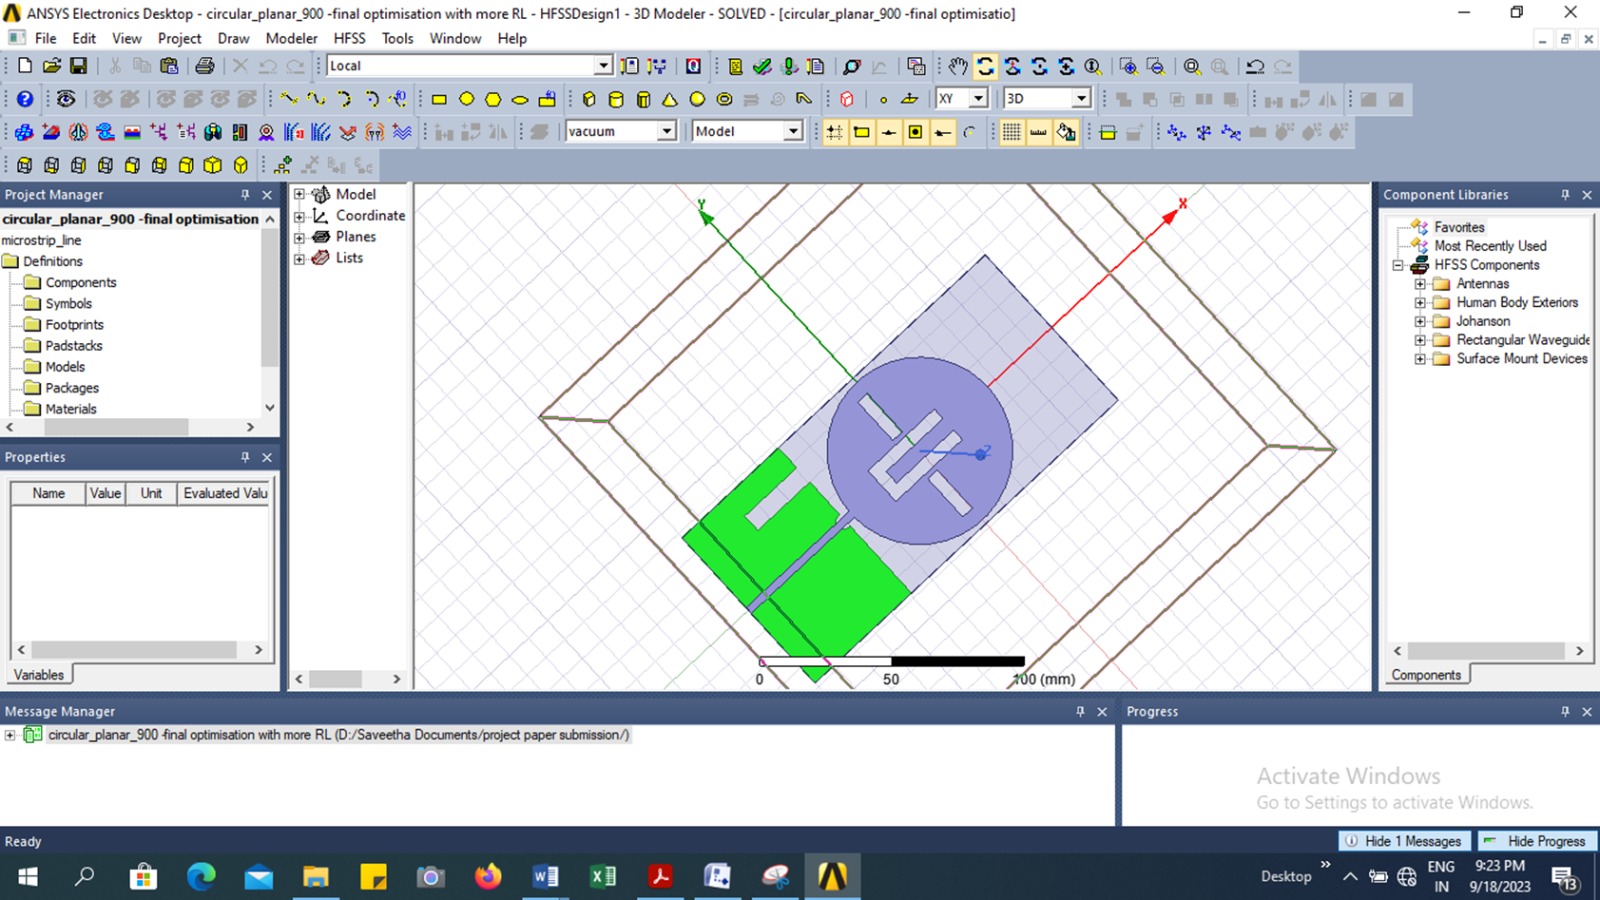 ANSYS Electronics Desktop - circular_planar_900 -final optimisation with more RL - HFSSDesign1 - 3D Modeler - SOLVED - [circular_planar_900 -final optimisatio]
File Edit View Project Draw Modeler HFSS Tools Window Help
Local
XY 3D
vacuum Model
Project Manager
circular_planar_900 -final optimisation
microstrip_line
Definitions
Components
Symbols
Footprints
Padstacks
Models
Packages
Materials
Properties
Name Value Unit Evaluated Valu
Variables
Model
Coordinate
Planes
Lists
Y
X
Z
0 50 100 (mm)
Component Libraries
Favorites
Most Recently Used
HFSS Components
Antennas
Human Body Exteriors
Johanson
Rectangular Waveguide
Surface Mount Devices
Components
Message Manager
circular_planar_900 -final optimisation with more RL (D:/Saveetha Documents/project paper submission/)
Progress
Activate Windows
Go to Settings to activate Windows.
Ready
Hide 1 Messages Hide Progress
Desktop
ENG
IN
9:23 PM
9/18/2023
13